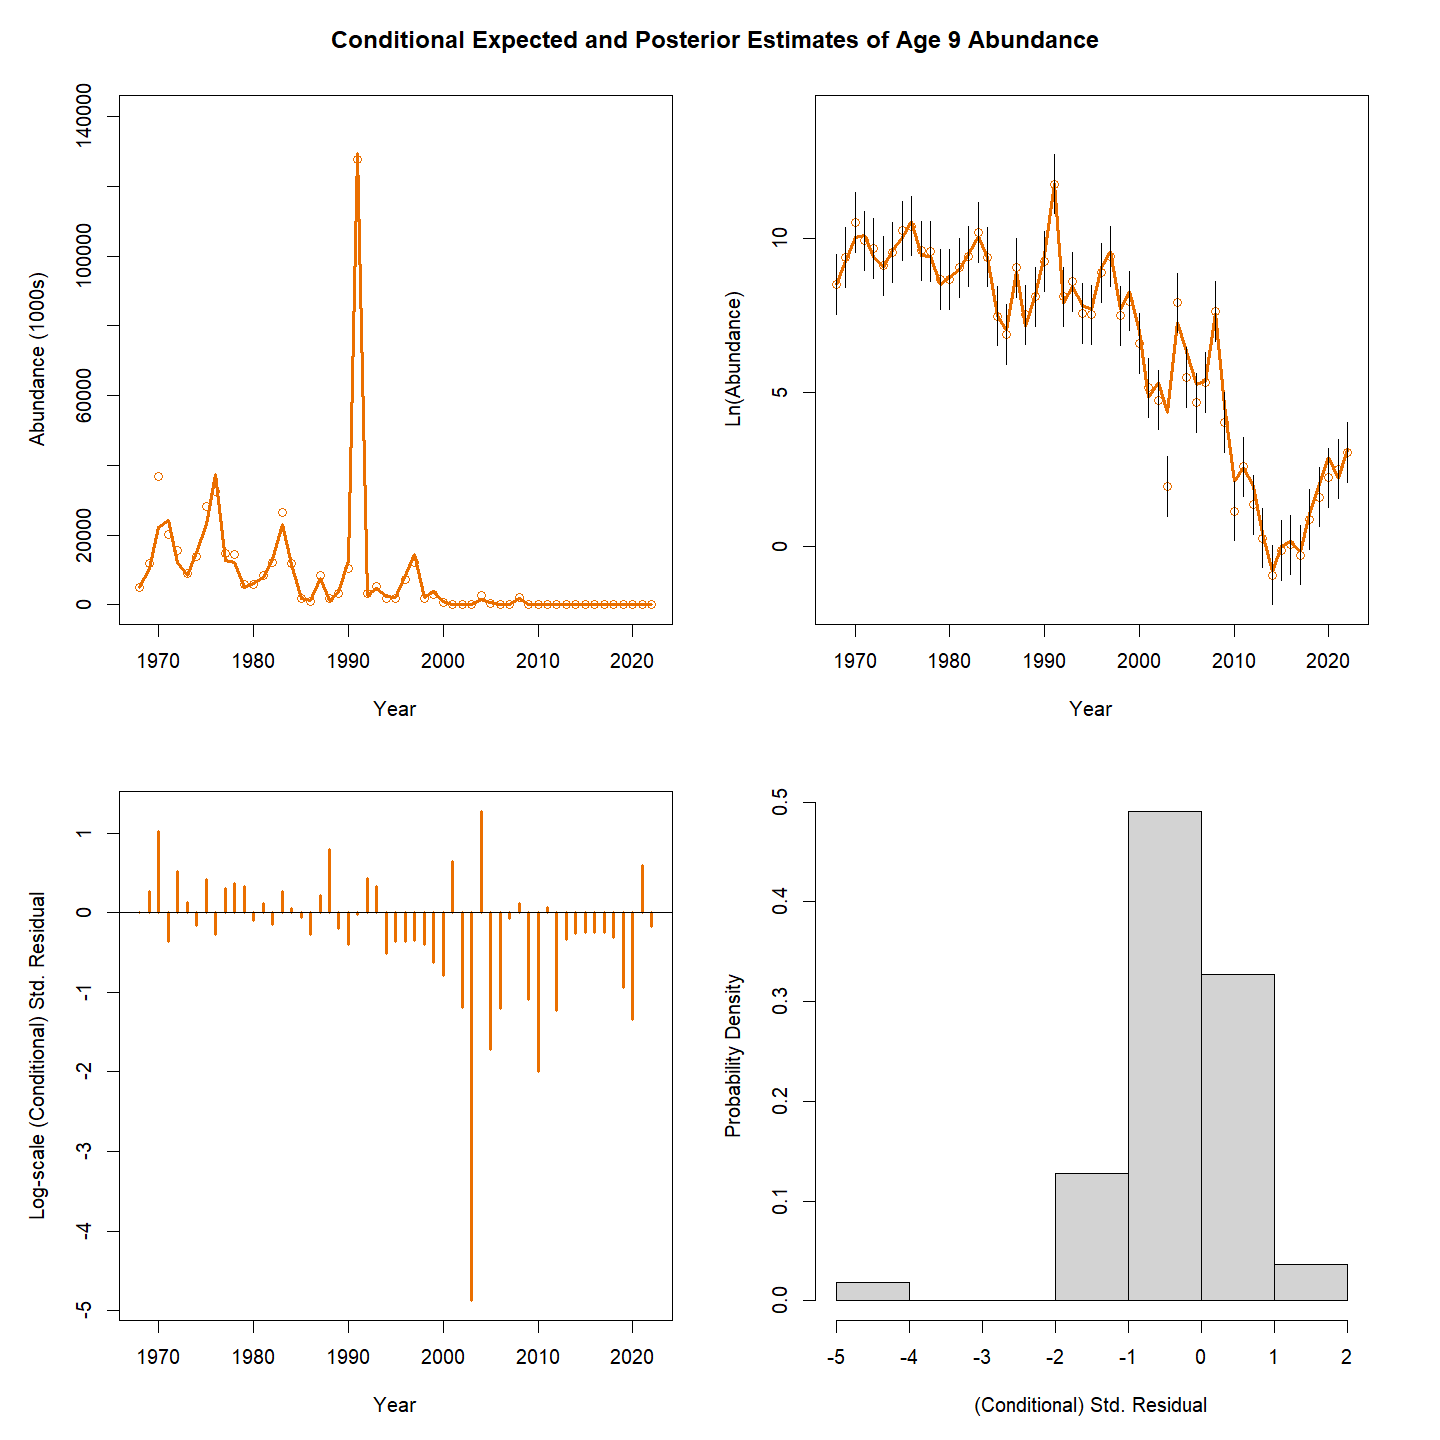 Conditional Expected and Posterior Estimates of Age 9 Abundance
Abundance (1000s)
0
20000
60000
100000
140000
1970 1980 1990 2000 2010 2020
Year
Ln(Abundance)
0
5
10
1970 1980 1990 2000 2010 2020
Year
Log-scale (Conditional) Std. Residual
-5
-4
-3
-2
-1
0
1
1970 1980 1990 2000 2010 2020
Year
Probability Density
0.0
0.1
0.2
0.3
0.4
0.5
-5 -4 -3 -2 -1 0 1 2
(Conditional) Std. Residual